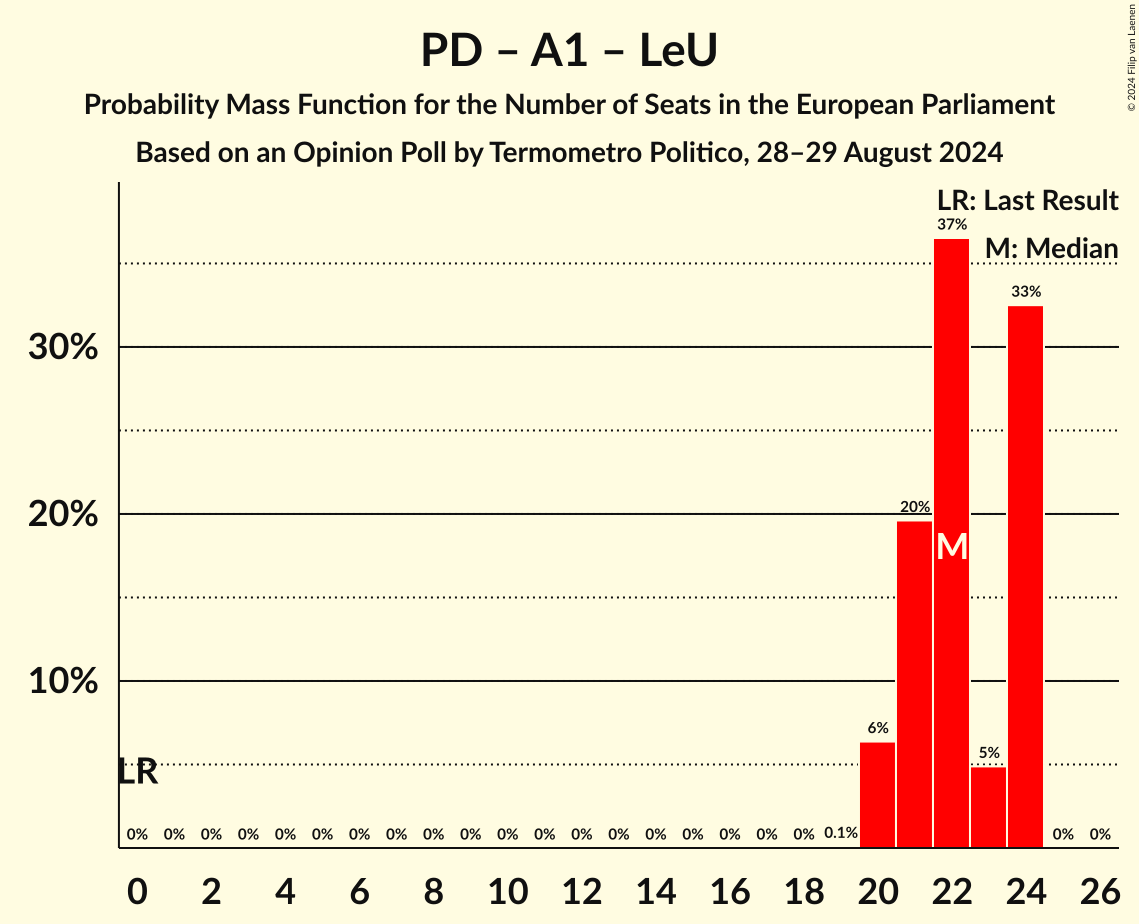 PD – A1 – LeU
Probability Mass Function for the Number of Seats in the European Parliament
Based on an Opinion Poll by Termometro Politico, 28–29 August 2024
© 2024 Filip van Laenen
LR: Last Result
M: Median
37%
33%
30%
20%
20%
M
10%
6%
5%
LR
0% 0% 0% 0% 0% 0% 0% 0% 0% 0% 0% 0% 0% 0% 0% 0% 0% 0% 0% 0.1% 0% 0%
0 2 4 6 8 10 12 14 16 18 20 22 24 26